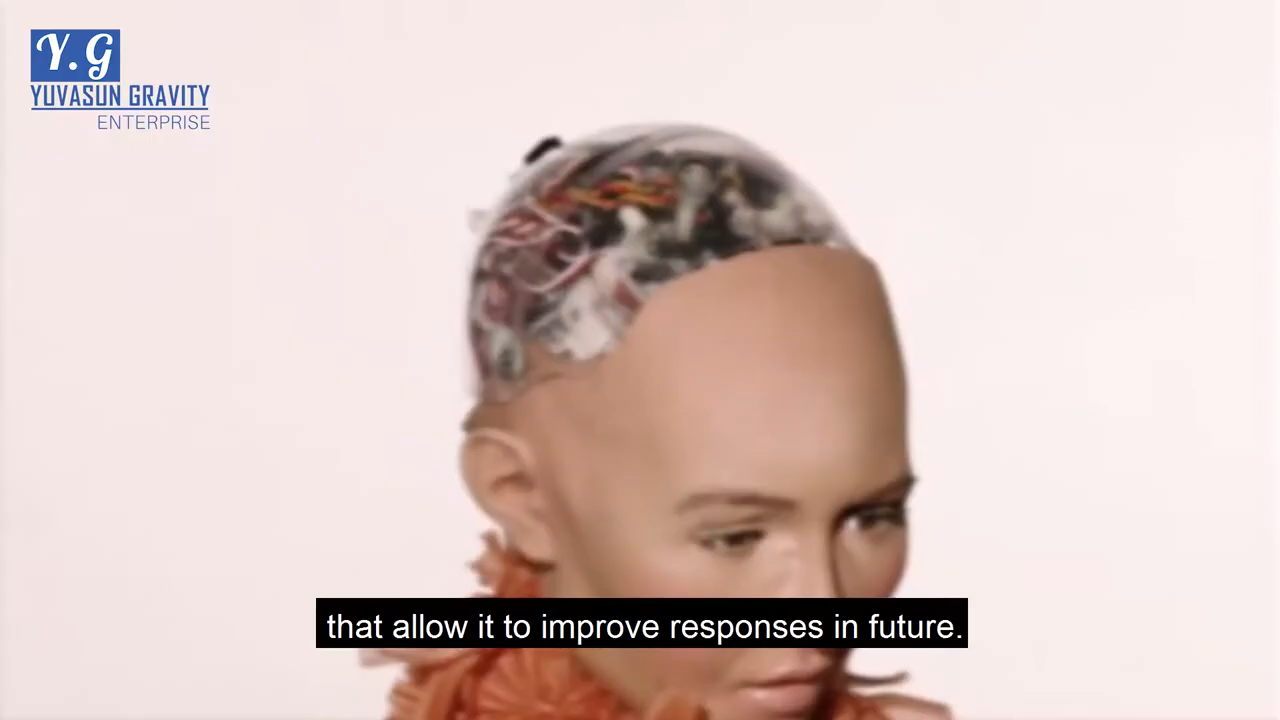 Y.G
YUVASUN GRAVITY
ENTERPRISE
that allow it to improve responses in future.